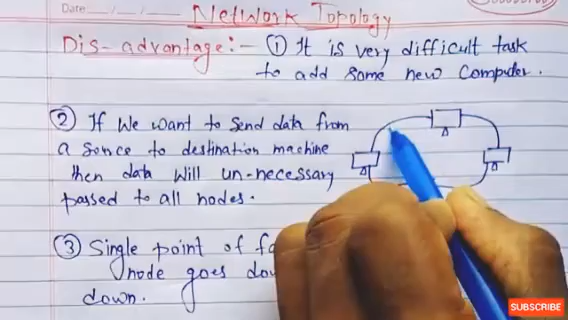 Date
Network Topology
Dis-advantage:- ① It is very difficult task
to add some new Computer.
② If We want to Send data from
a sonce to destination machine
then data Will un-necessary
passed to all nodes.
③ Single point of
node goes
down.
SUBSCRIBE